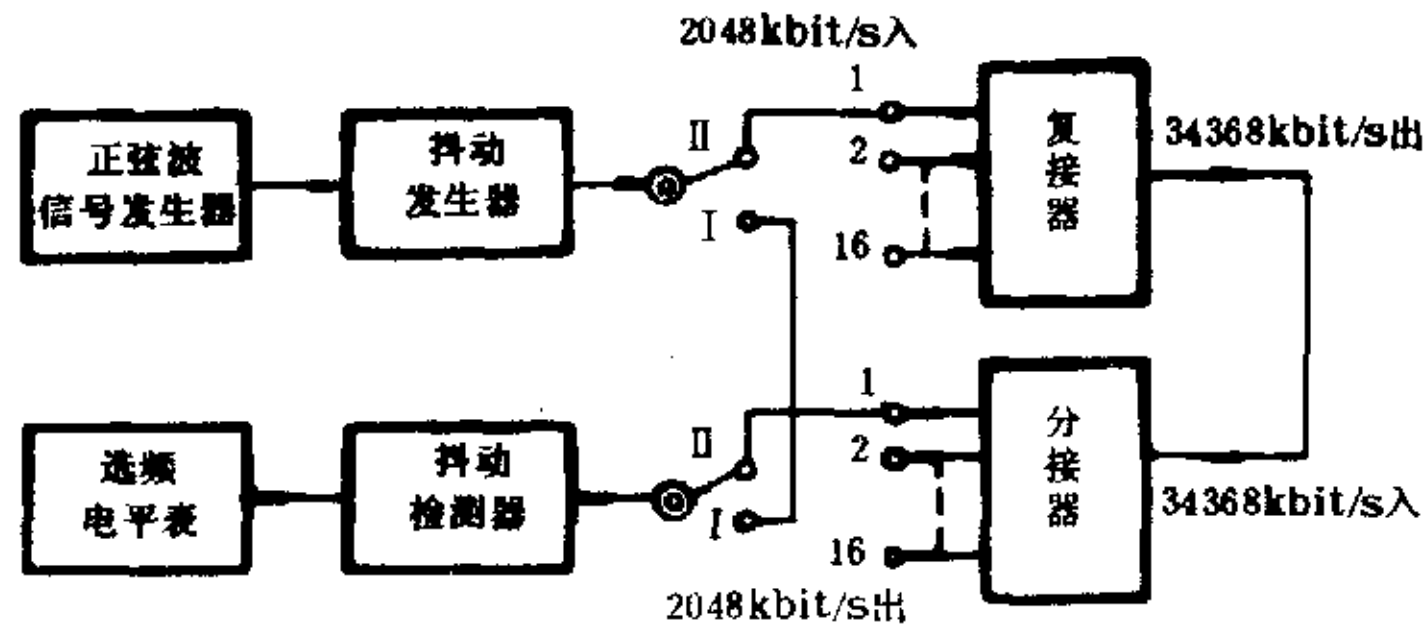 2048kbit/s入
正弦波
信号发生器
抖动
发生器
II
I
1
2
16
复接器
34368kbit/s出
选频
电平表
抖动
检测器
II
I
1
2
16
分接器
34368kbit/s入
2048kbit/s出